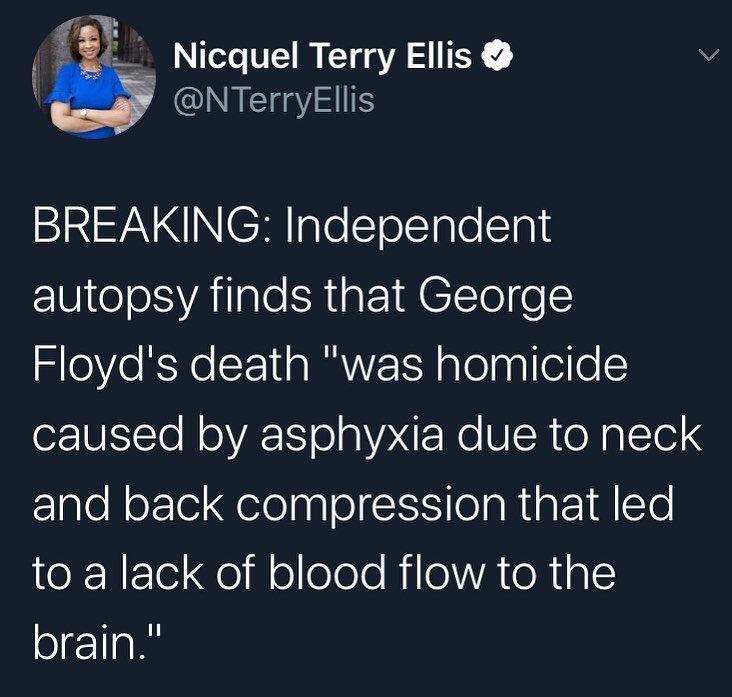 Nicquel Terry Ellis
@NTerryEllis
BREAKING: Independent
autopsy finds that George
Floyd's death "was homicide
caused by asphyxia due to neck
and back compression that led
to a lack of blood flow to the
brain."